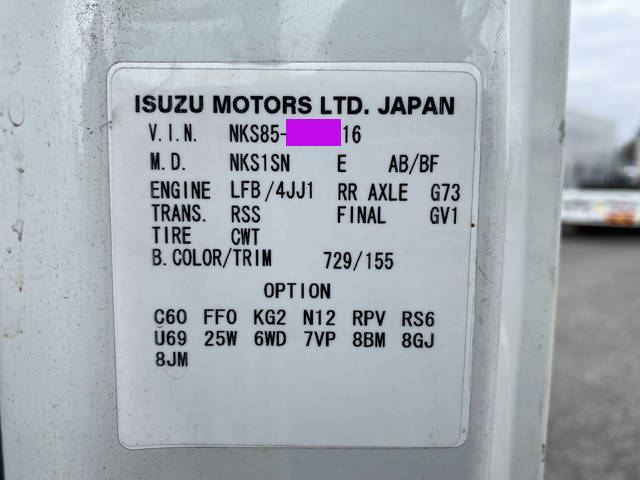 ISUZU MOTORS LTD. JAPAN
V.I.N. NKS85- 16
M.D. NKS1SN E AB/BF
ENGINE LFB/4JJ1 RR AXLE G73
TRANS. RSS FINAL GV1
TIRE CWT
B.COLOR/TRIM 729/155
OPTION
C60 FF0 KG2 N12 RPV RS6
U69 25W 6WD 7VP 8BM 8GJ
8JM